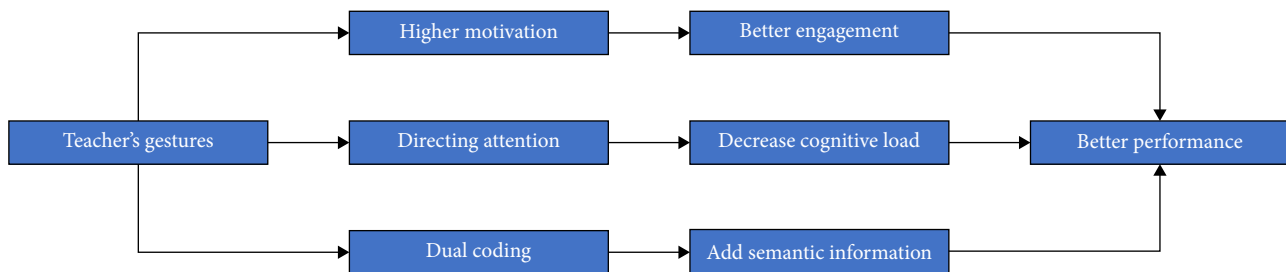 Higher motivation
Better engagement
Teacher's gestures
Directing attention
Decrease cognitive load
Better performance
Dual coding
Add semantic information